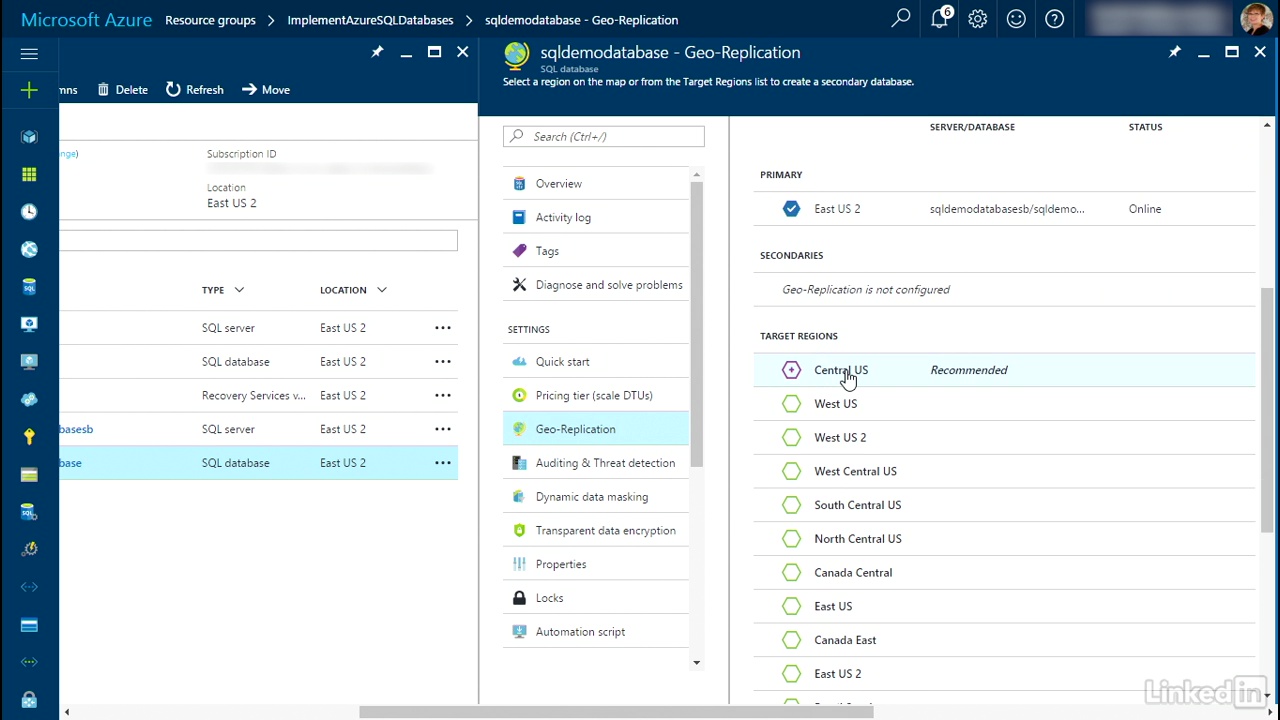 Microsoft Azure Resource groups > ImplementAzureSQLDatabases > sqldemodatabase - Geo-Replication
6
mns Delete Refresh Move
nge)
Subscription ID
Location
East US 2
TYPE LOCATION
SQL server East US 2 ...
SQL database East US 2 ...
Recovery Services v... East US 2 ...
basesb SQL server East US 2 ...
base SQL database East US 2 ...
sqldemodatabase - Geo-Replication
SQL database
Select a region on the map or from the Target Regions list to create a secondary database.
Search (Ctrl+/)
Overview
Activity log
Tags
Diagnose and solve problems
SETTINGS
Quick start
Pricing tier (scale DTUs)
Geo-Replication
Auditing & Threat detection
Dynamic data masking
Transparent data encryption
Properties
Locks
Automation script
SERVER/DATABASE STATUS
PRIMARY
East US 2 sqldemodatabasesb/sqldemo... Online
SECONDARIES
Geo-Replication is not configured
TARGET REGIONS
Central US Recommended
West US
West US 2
West Central US
South Central US
North Central US
Canada Central
East US
Canada East
East US 2
SQL
Linked in